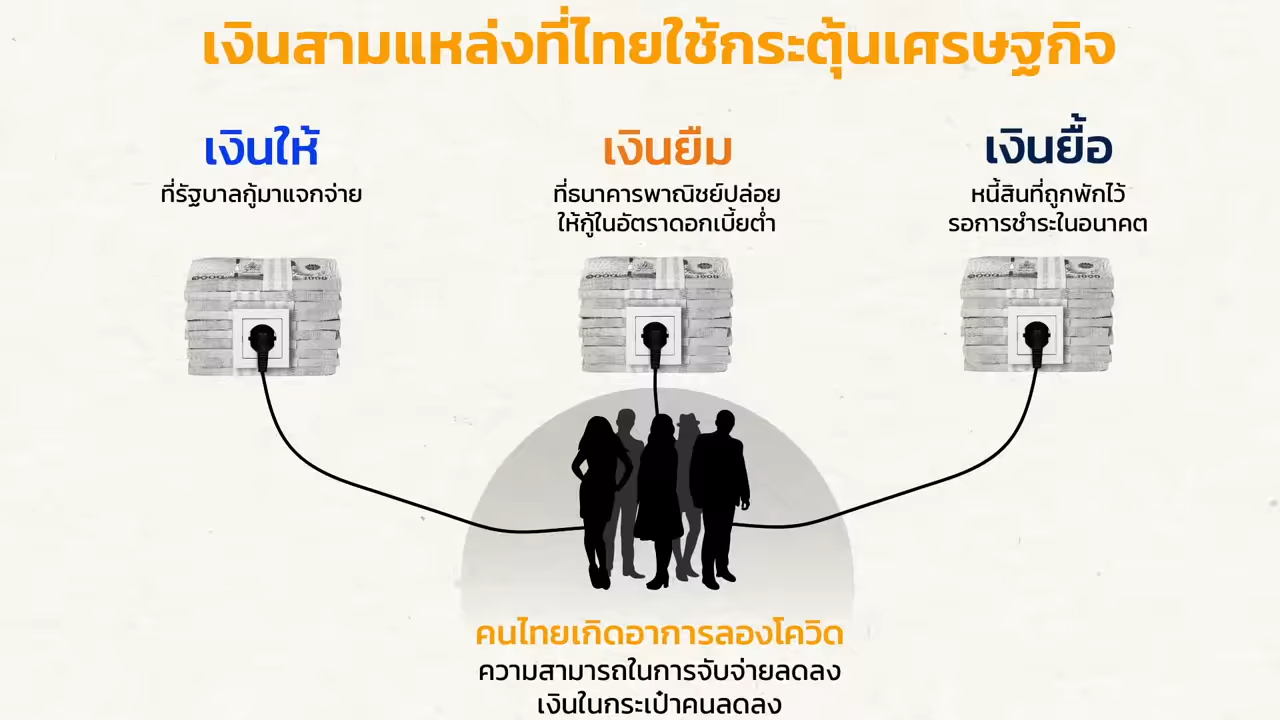 เงินสามแหล่งที่ไทยใช้กระตุ้นเศรษฐกิจ
เงินให้
ที่รัฐบาลกู้มาแจกจ่าย
เงินยืม
ที่ธนาคารพาณิชย์ปล่อย
ให้กู้ในอัตราดอกเบี้ยต่ำ
เงินยื้อ
หนี้สินที่ถูกพักไว้
รอการชำระในอนาคต
คนไทยเกิดอาการลองโควิด
ความสามารถในการจับจ่ายลดลง
เงินในกระเป๋าคนลดลง